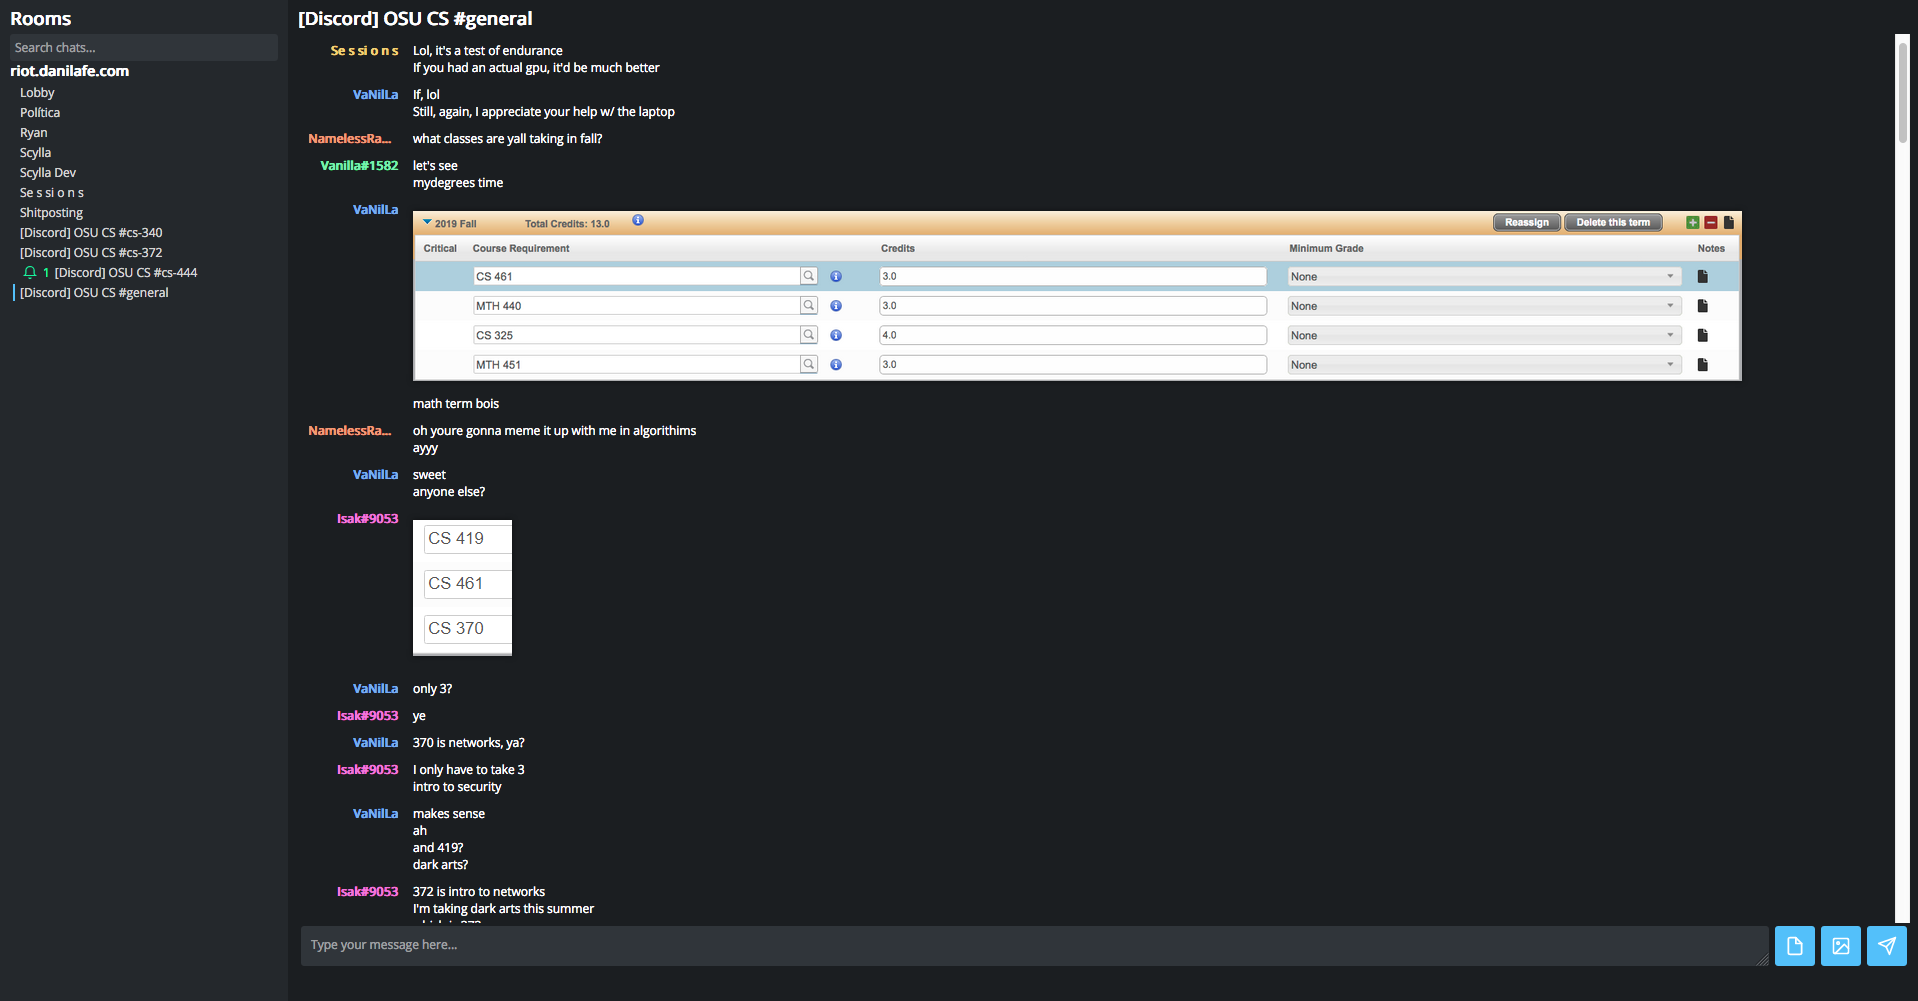 Rooms
Search chats...
riot.danilafe.com
Lobby
Política
Ryan
Scylla
Scylla Dev
Se s si o n s
Shitposting
[Discord] OSU CS #cs-340
[Discord] OSU CS #cs-372
1 [Discord] OSU CS #cs-444
[Discord] OSU CS #general
[Discord] OSU CS #general
Se s si o n s Lol, it's a test of endurance
If you had an actual gpu, it'd be much better
VaNilLa If, lol
Still, again, I appreciate your help w/ the laptop
NamelessRa... what classes are yall taking in fall?
Vanilla#1582 let's see
mydegrees time
VaNilLa
2019 Fall Total Credits: 13.0 Reassign Delete this term
Critical Course Requirement Credits Minimum Grade Notes
CS 461 3.0 None
MTH 440 3.0 None
CS 325 4.0 None
MTH 451 3.0 None
math term bois
NamelessRa... oh youre gonna meme it up with me in algorithims
ayyy
VaNilLa sweet
anyone else?
Isak#9053
CS 419
CS 461
CS 370
VaNilLa only 3?
Isak#9053 ye
VaNilLa 370 is networks, ya?
Isak#9053 I only have to take 3
intro to security
VaNilLa makes sense
ah
and 419?
dark arts?
Isak#9053 372 is intro to networks
I'm taking dark arts this summer
Type your message here...